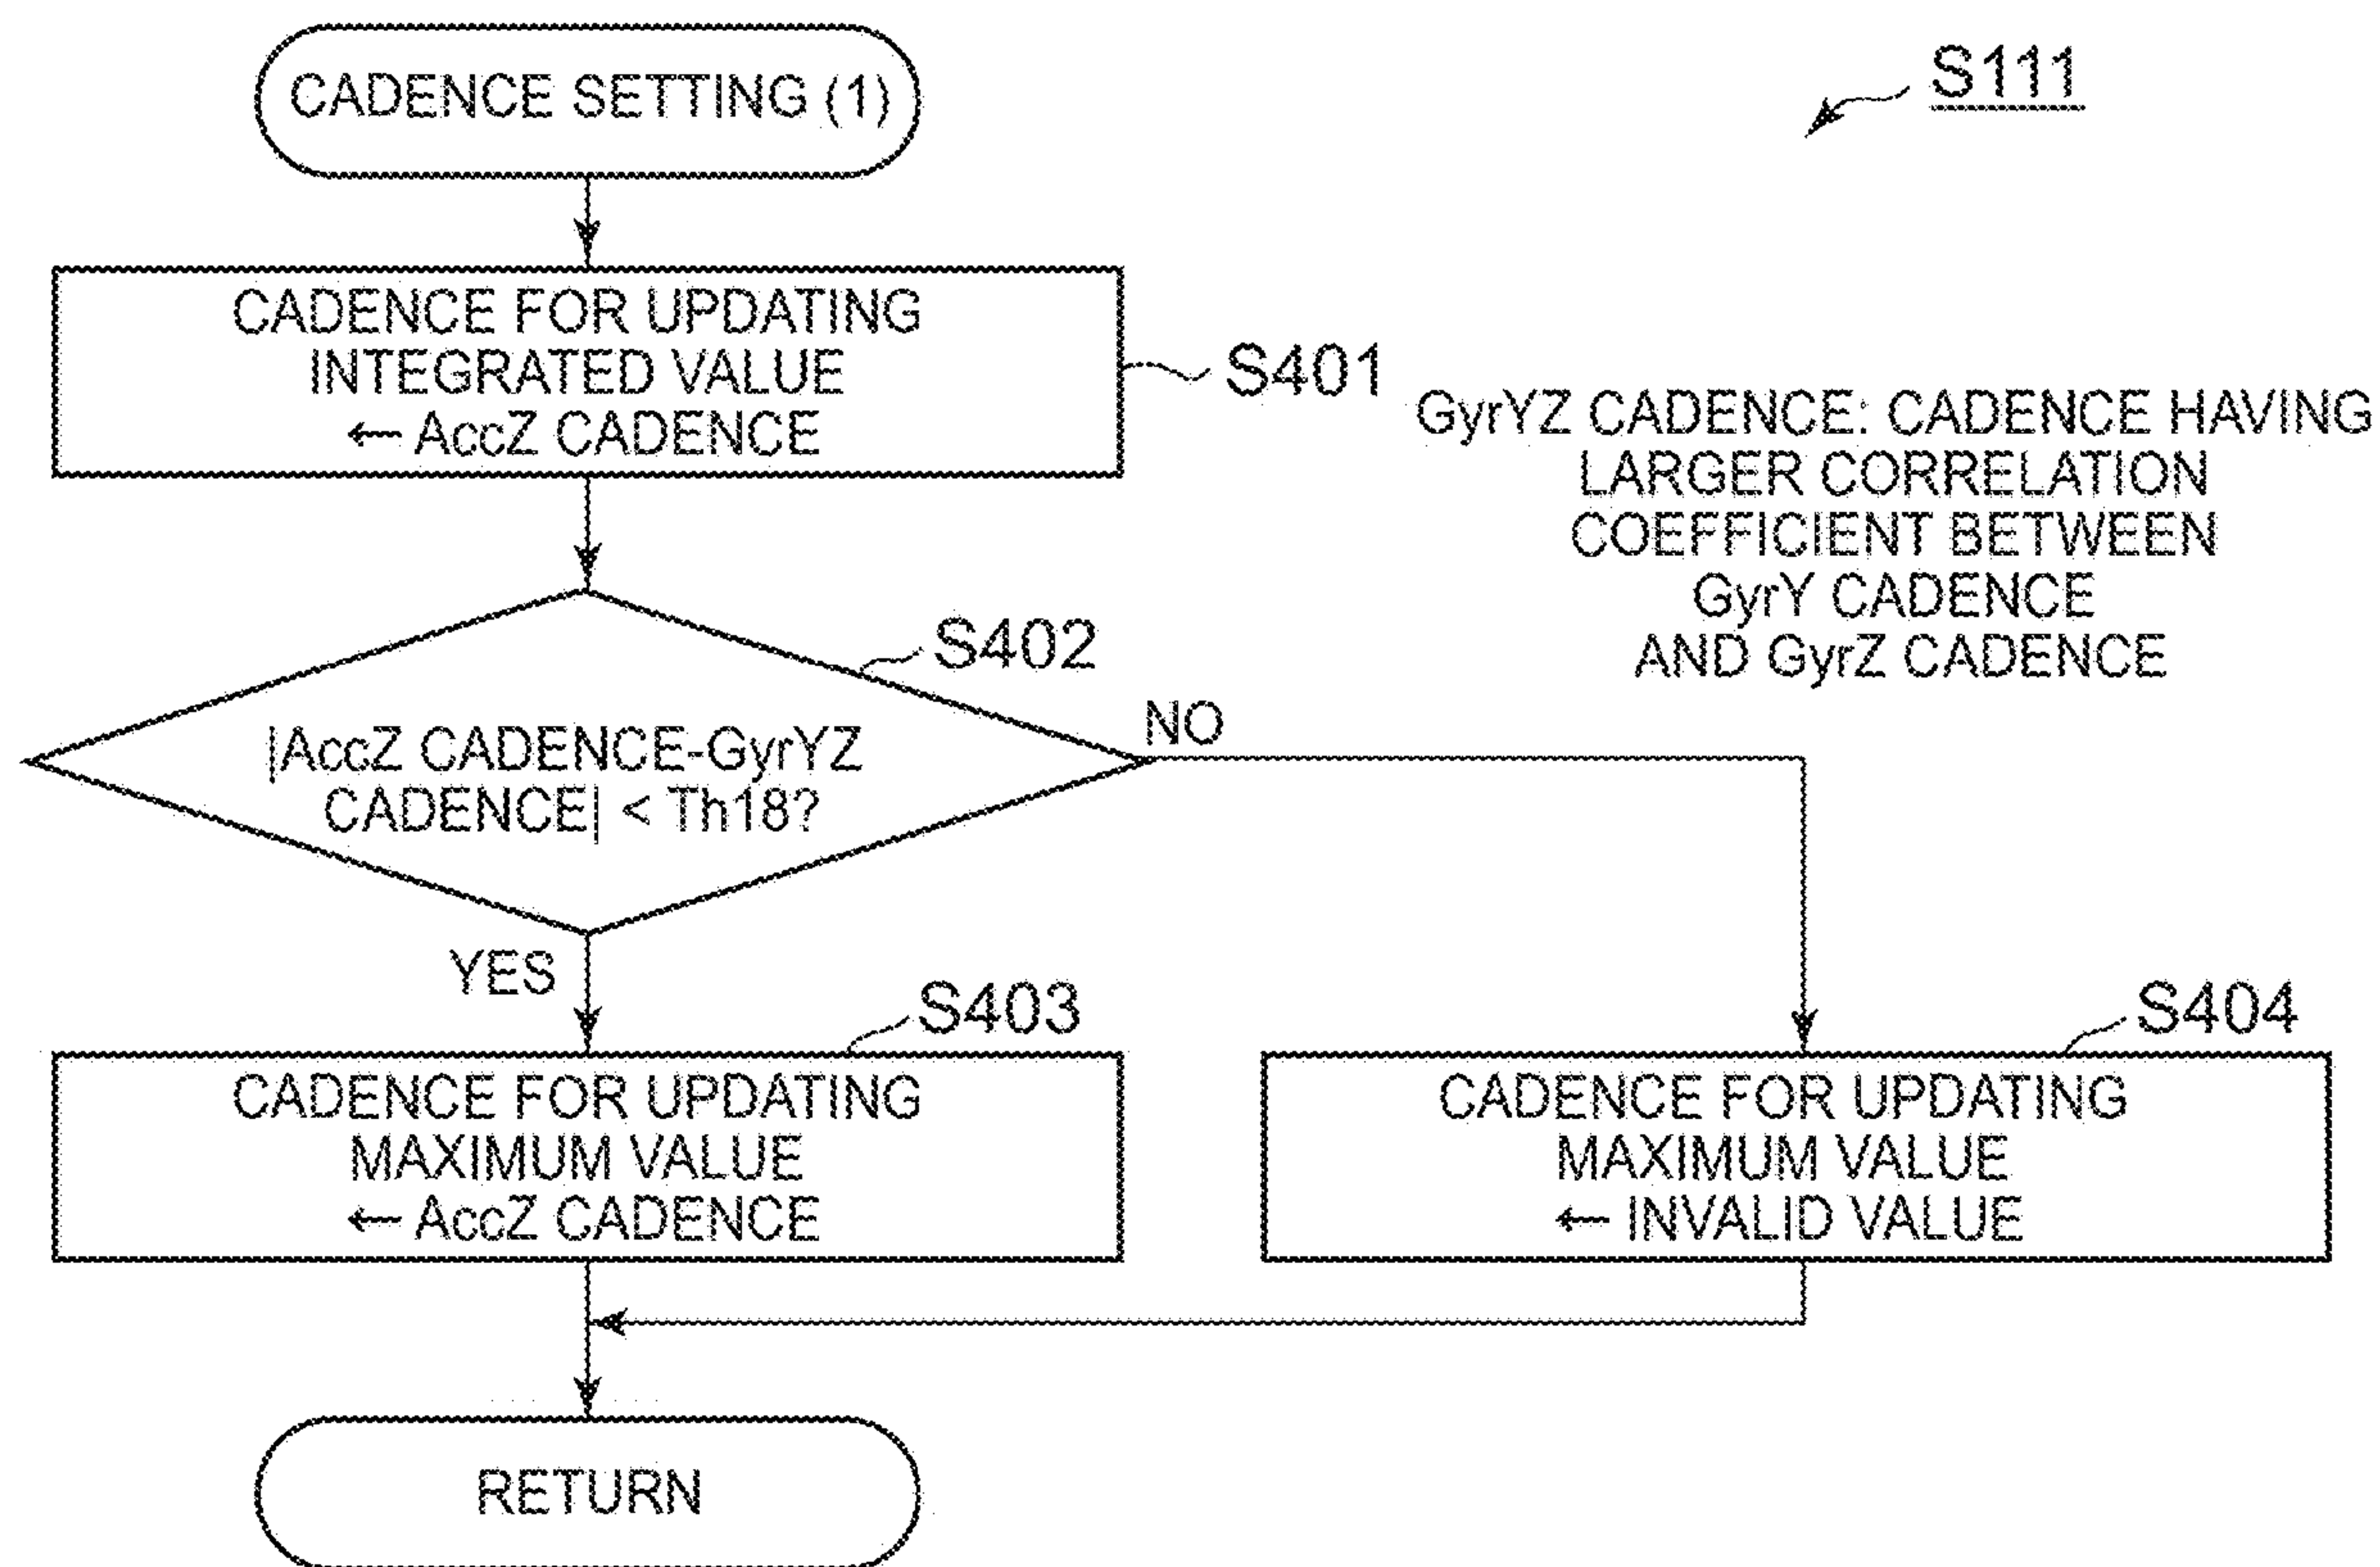 CADENCE SETTING (1)
S111
CADENCE FOR UPDATING
INTEGRATED VALUE
← AccZ CADENCE
S401
GyrYZ CADENCE: CADENCE HAVING
LARGER CORRELATION
COEFFICIENT BETWEEN
GyrY CADENCE
AND GyrZ CADENCE
S402
|AccZ CADENCE-GyrYZ
CADENCE| < Th18?
NO
YES
S403
CADENCE FOR UPDATING
MAXIMUM VALUE
← AccZ CADENCE
S404
CADENCE FOR UPDATING
MAXIMUM VALUE
← INVALID VALUE
RETURN